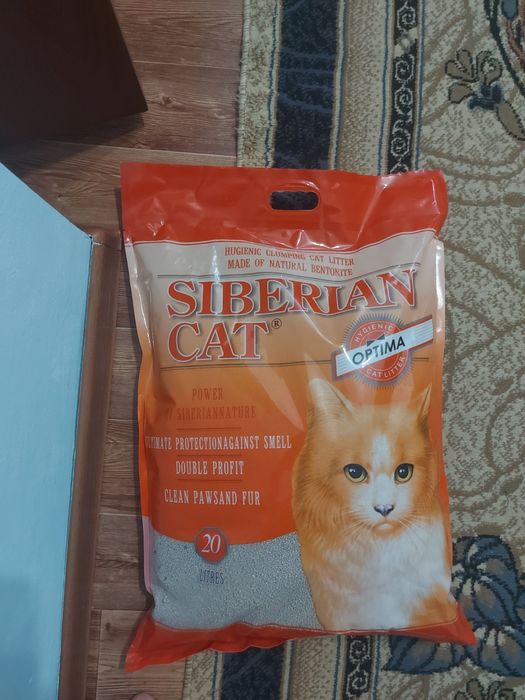 HUGIENIC CLUMPING CAT LITTER
MADE OF NATURAL BENTONITE
SIBERIAN
CAT®
HYGIENIC
OPTIMA
CAT LITTER
POWER
SIBERIANNATURE
ULTIMATE PROTECTIONAGAINST SMELL
DOUBLE PROFIT
CLEAN PAWSAND FUR
20
LITRES